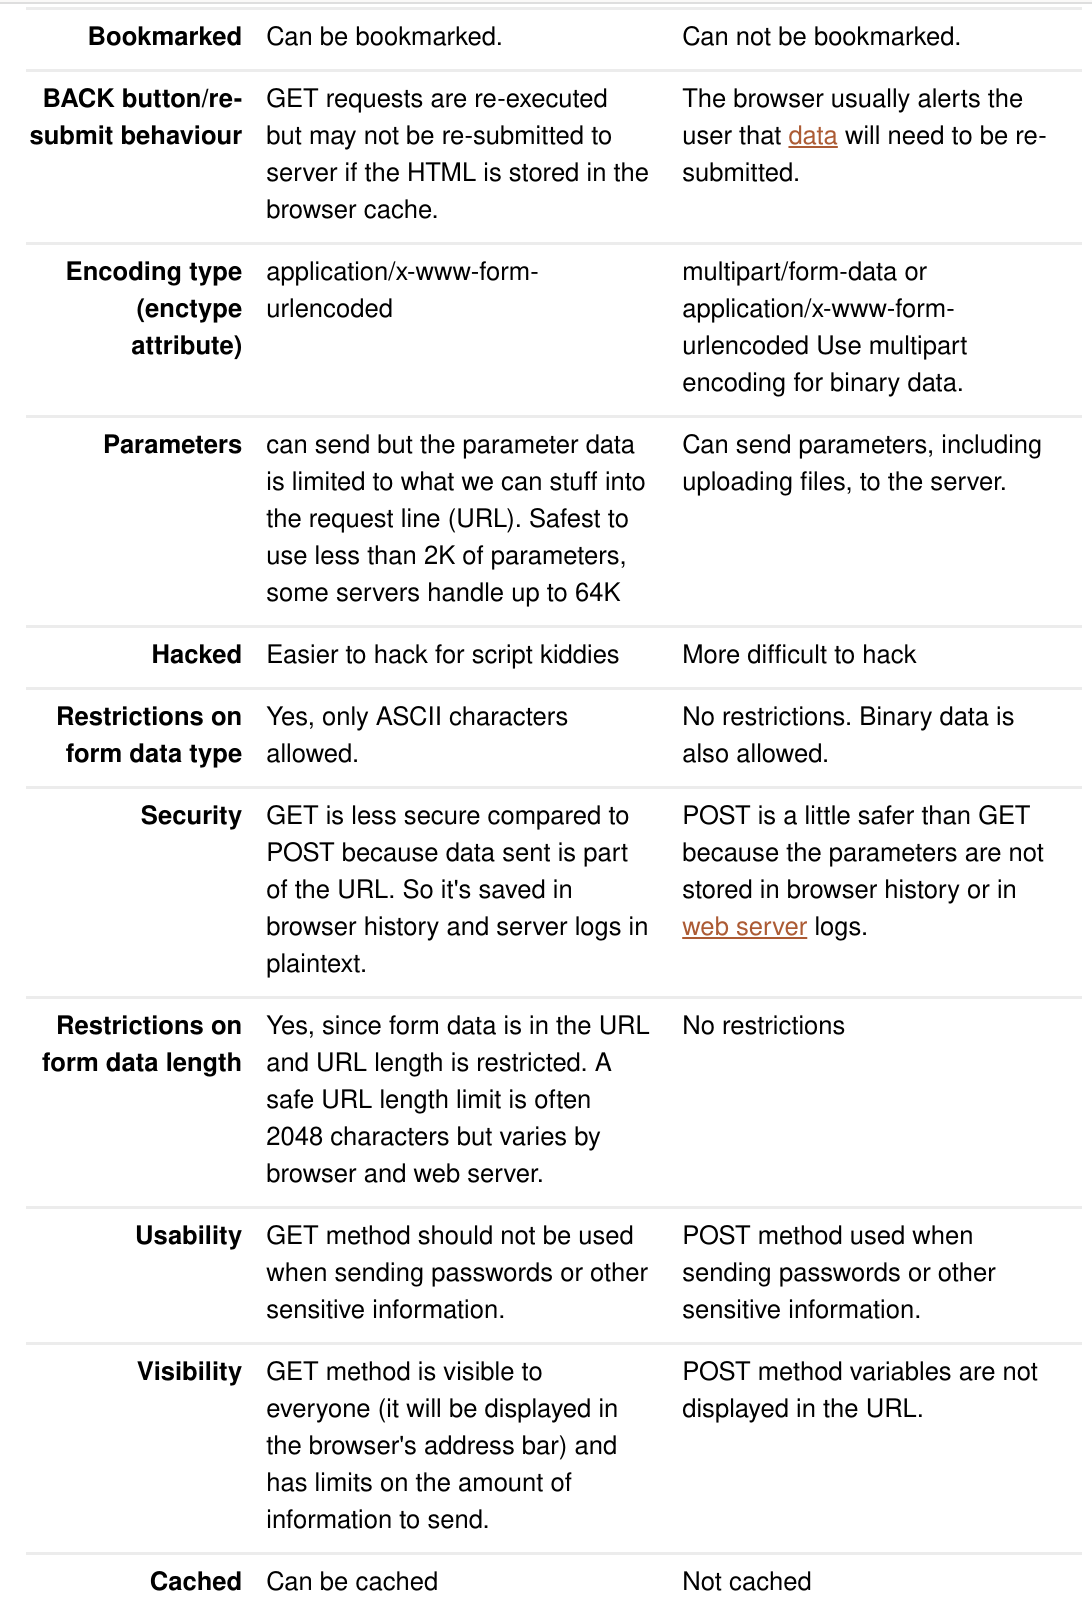 Bookmarked Can be bookmarked. Can not be bookmarked.
BACK button/re- GET requests are re-executed The browser usually alerts the
submit behaviour but may not be re-submitted to user that data will need to be re-
server if the HTML is stored in the submitted.
browser cache.
Encoding type application/x-www-form- multipart/form-data or
(enctype urlencoded application/x-www-form-
attribute) urlencoded Use multipart
encoding for binary data.
Parameters can send but the parameter data Can send parameters, including
is limited to what we can stuff into uploading files, to the server.
the request line (URL). Safest to
use less than 2K of parameters,
some servers handle up to 64K
Hacked Easier to hack for script kiddies More difficult to hack
Restrictions on Yes, only ASCII characters No restrictions. Binary data is
form data type allowed. also allowed.
Security GET is less secure compared to POST is a little safer than GET
POST because data sent is part because the parameters are not
of the URL. So it's saved in stored in browser history or in
browser history and server logs in web server logs.
plaintext.
Restrictions on Yes, since form data is in the URL No restrictions
form data length and URL length is restricted. A
safe URL length limit is often
2048 characters but varies by
browser and web server.
Usability GET method should not be used POST method used when
when sending passwords or other sending passwords or other
sensitive information. sensitive information.
Visibility GET method is visible to POST method variables are not
everyone (it will be displayed in displayed in the URL.
the browser's address bar) and
has limits on the amount of
information to send.
Cached Can be cached Not cached